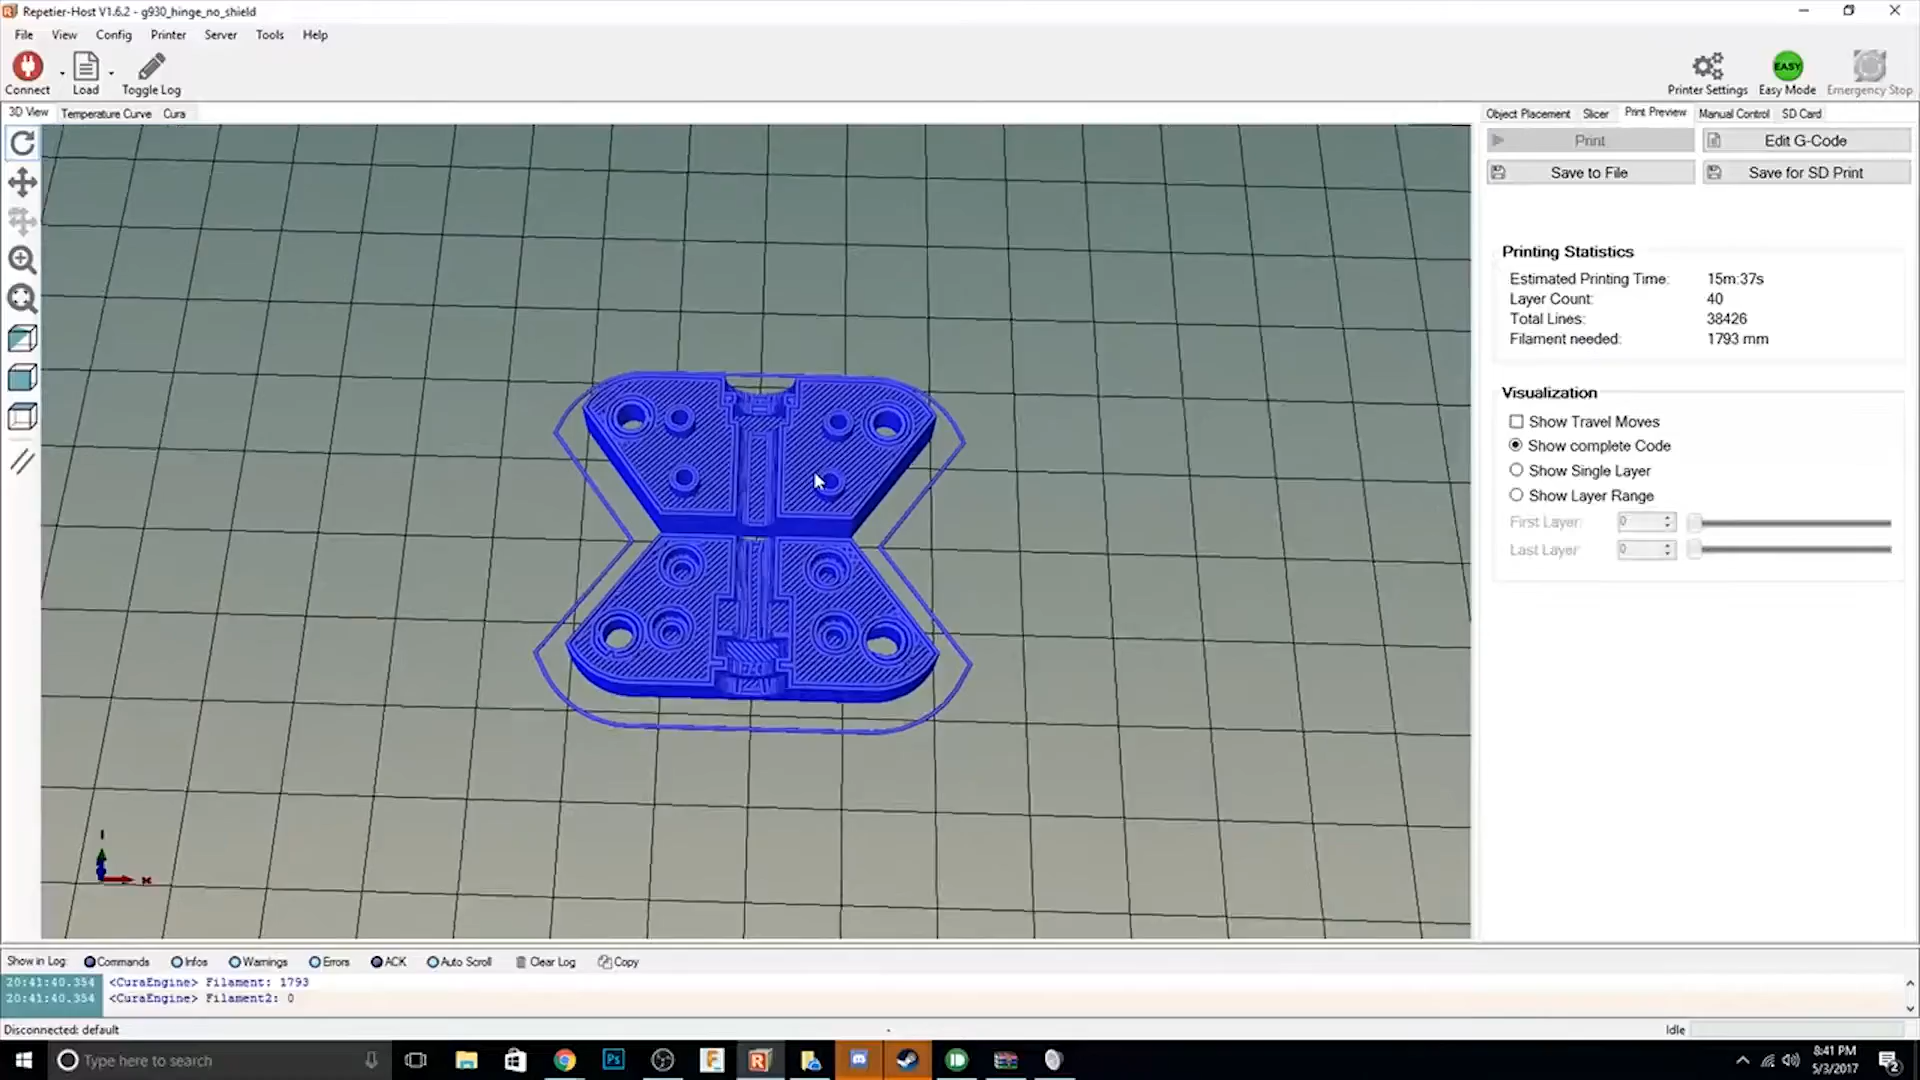 Repetier-Host V1.6.2 - g930_hinge_no_shield
File View Config Printer Server Tools Help
Connect Load Toggle Log Printer Settings EASY Easy Mode Emergency Stop
3D View Temperature Curve Cura
Object Placement Slicer Print Preview Manual Control SD Card
Print Edit G-Code
Save to File Save for SD Print
Printing Statistics
Estimated Printing Time: 15m:37s
Layer Count: 40
Total Lines: 38426
Filament needed: 1793 mm
Visualization
Show Travel Moves
Show complete Code
Show Single Layer
Show Layer Range
First Layer: 0
Last Layer: 0
Show in Log: Commands Infos Warnings Errors ACK Auto Scroll Clear Log Copy
20:41:40.354 <CuraEngine> Filament: 1793
20:41:40.354 <CuraEngine> Filament2: 0
Disconnected: default - Idle
Type here to search
Ps
8:41 PM
5/3/2017
2